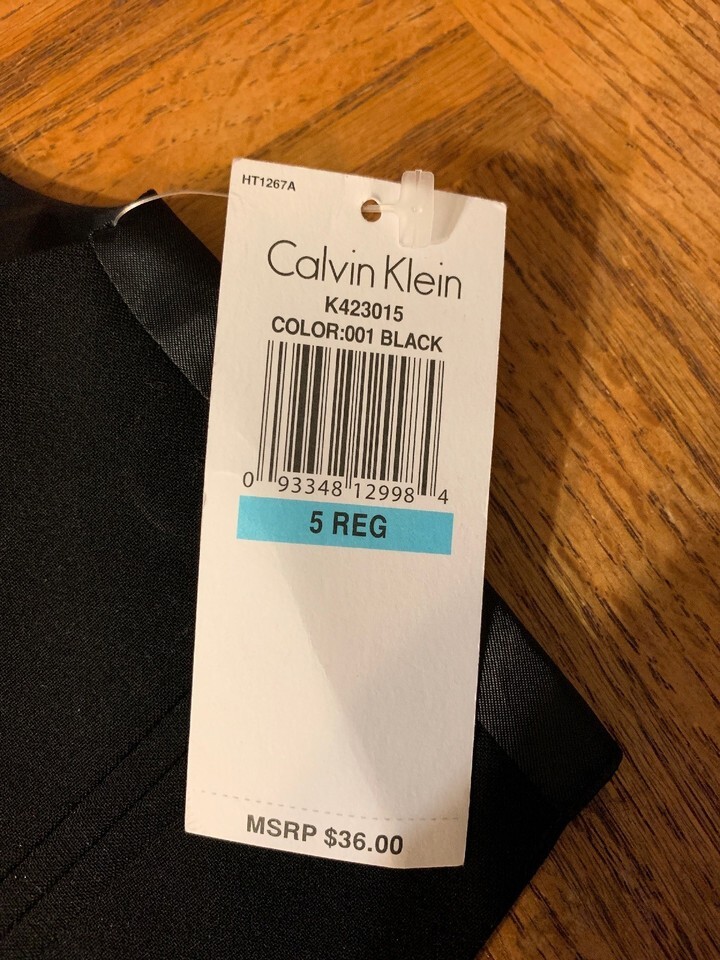 HT1267A
Calvin Klein
K423015
COLOR:001 BLACK
0 93348 12998 4
5 REG
MSRP $36.00